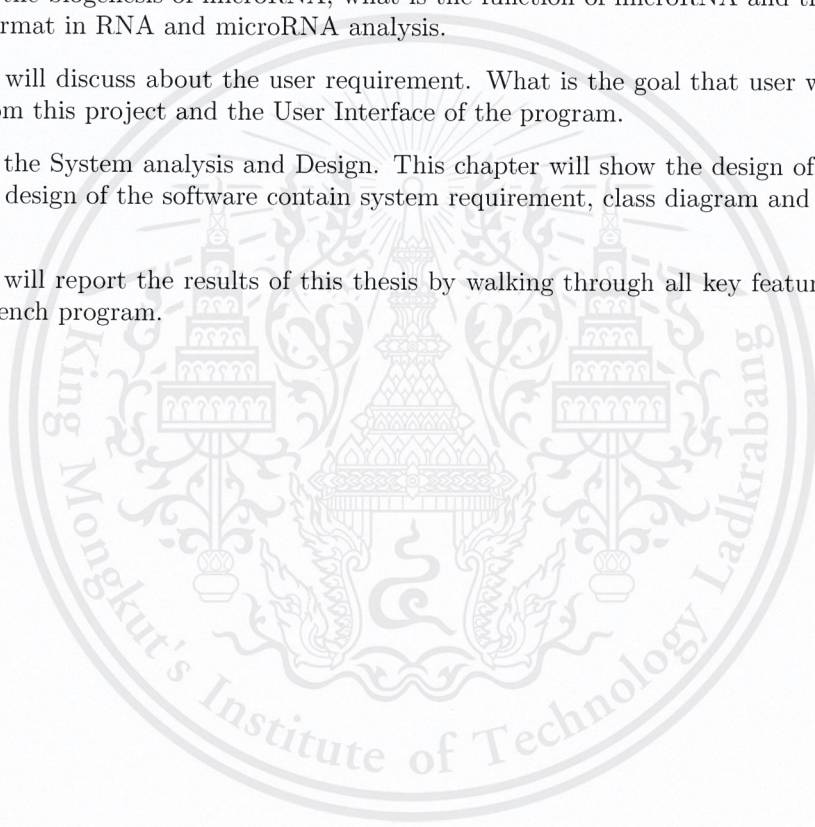 the biogenesis of microRNA, what is the function of microRNA and
rmat in RNA and microRNA analysis.
will discuss about the user requirement. What is the goal that user
om this project and the User Interface of the program.
the System analysis and Design. This chapter will show the design of
design of the software contain system requirement, class diagram and
will report the results of this thesis by walking through all key featur
ench program.
King Mongkut's Institute of Technology Ladkrabang